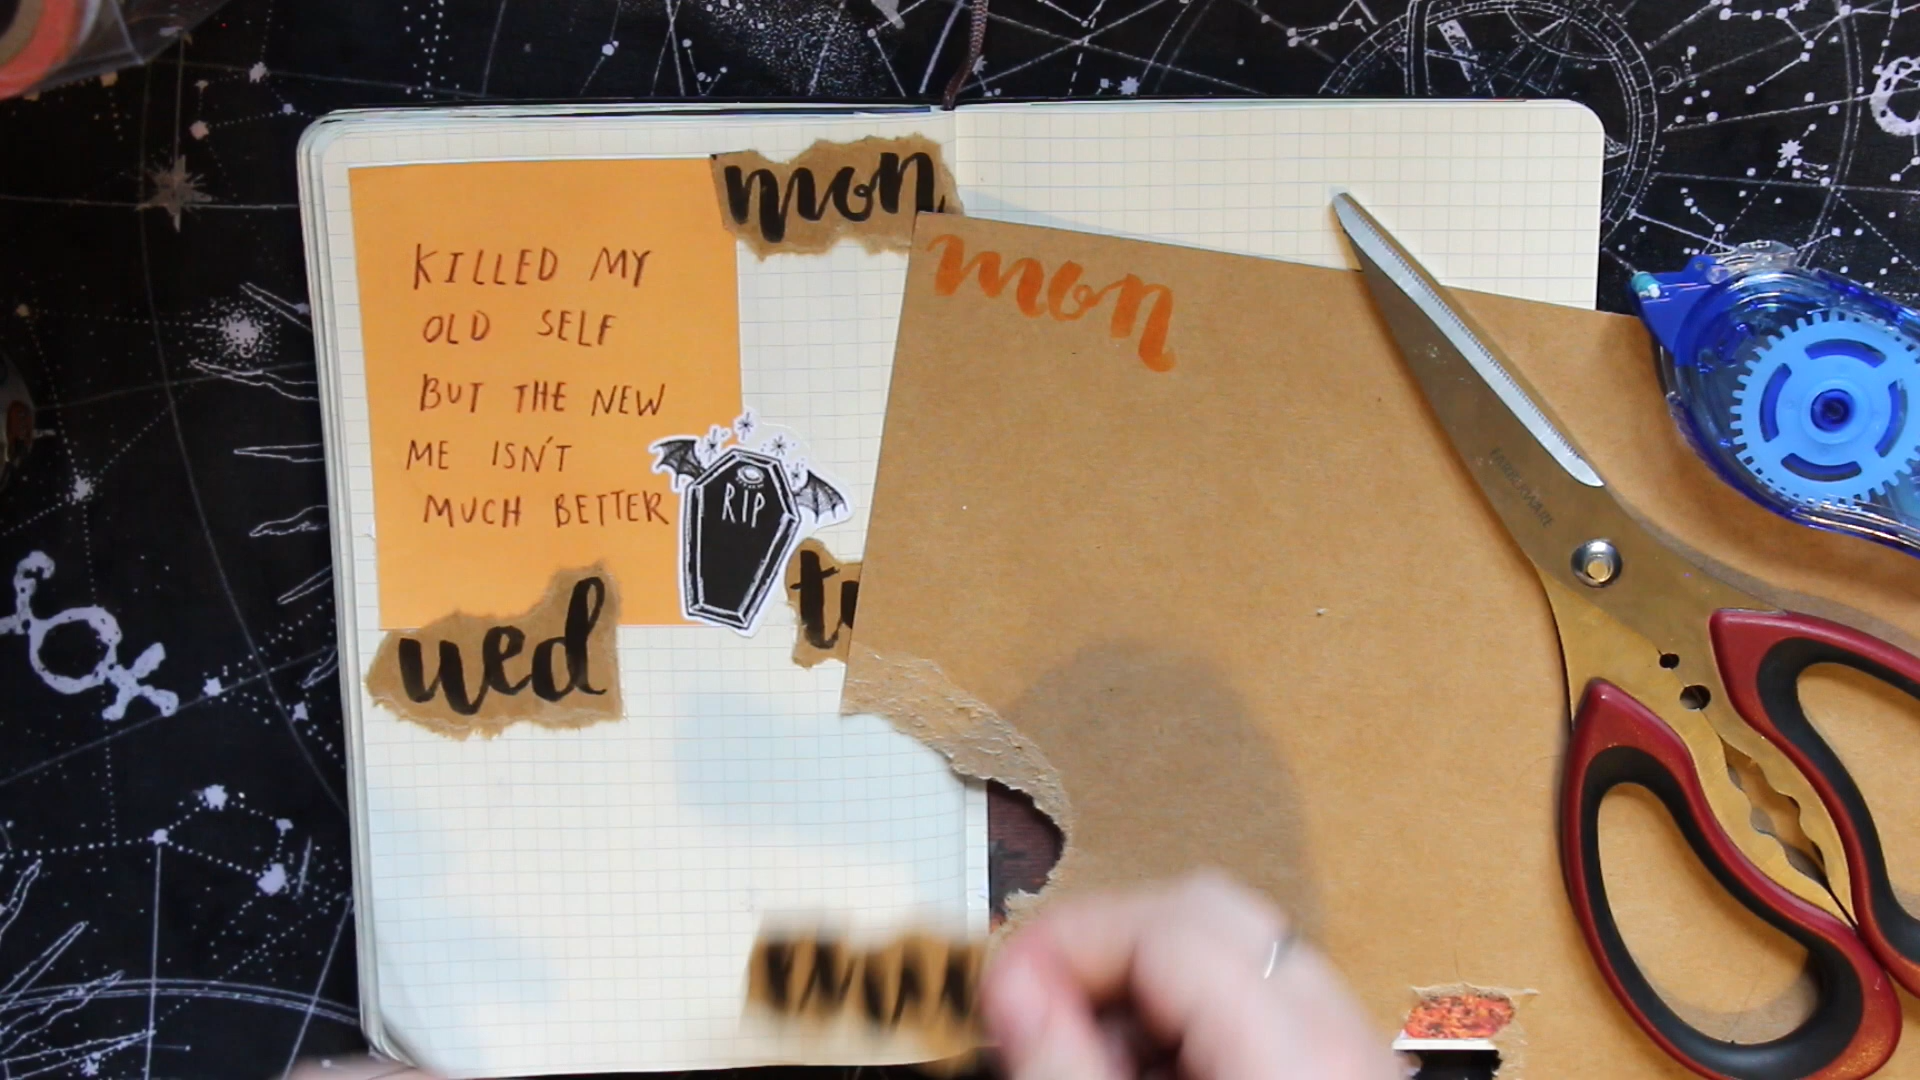 mon
KILLED MY
OLD SELF
BUT THE NEW
ME ISN'T
MUCH BETTER
RIP
wed
mon